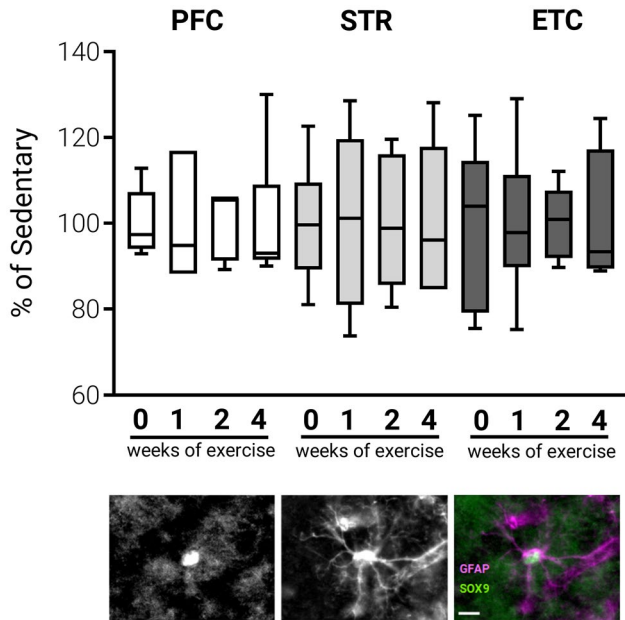 PFC STR ETC
140
120
100
80
60
% of Sedentary
0 1 2 4 0 1 2 4 0 1 2 4
weeks of exercise weeks of exercise weeks of exercise
GFAP
SOX9